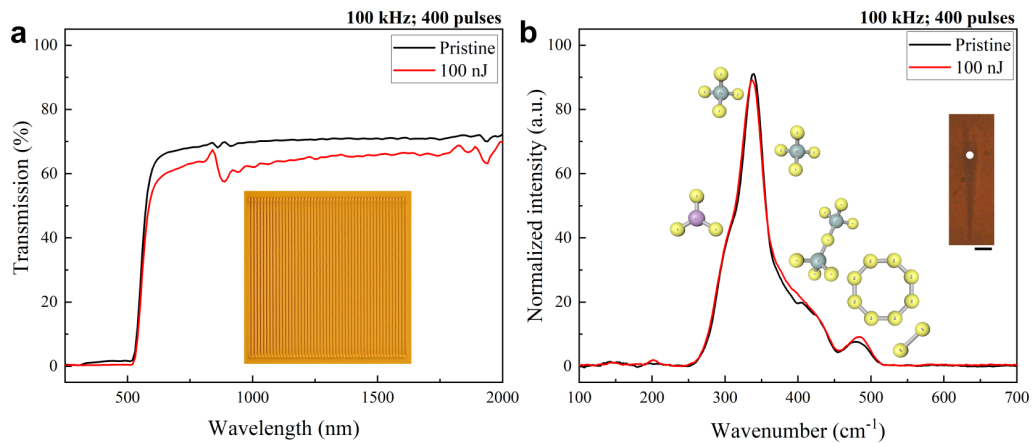 a
100 kHz; 400 pulses
Pristine
100 nJ
100
80
60
40
20
0
Transmission (%)
500
1000
1500
2000
Wavelength (nm)
b
100 kHz; 400 pulses
Pristine
100 nJ
100
80
60
40
20
0
Normalized intensity (a.u.)
100
200
300
400
500
600
700
Wavenumber (cm⁻¹)